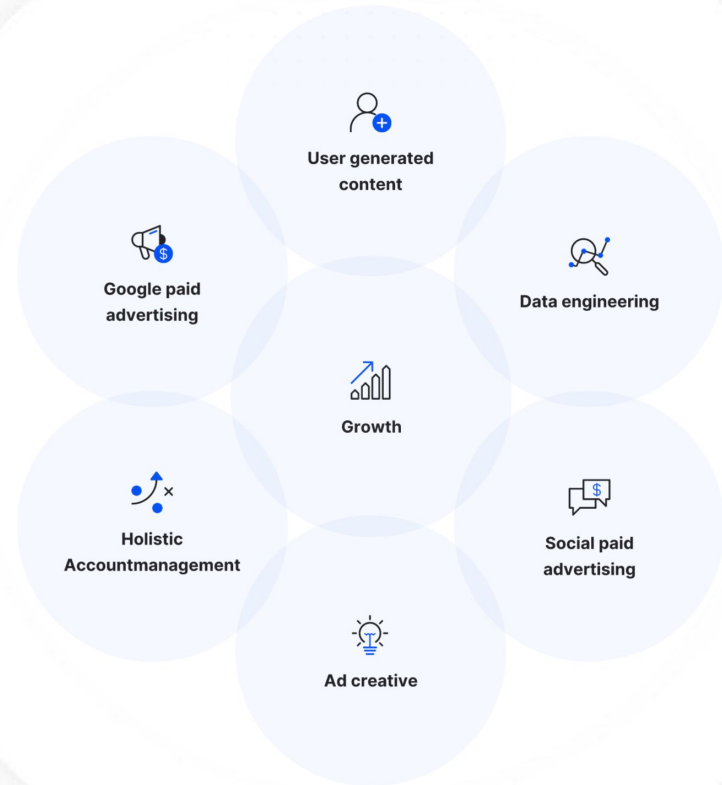 User generated
content
Google paid
advertising
Data engineering
Growth
Holistic
Accountmanagement
Social paid
advertising
Ad creative